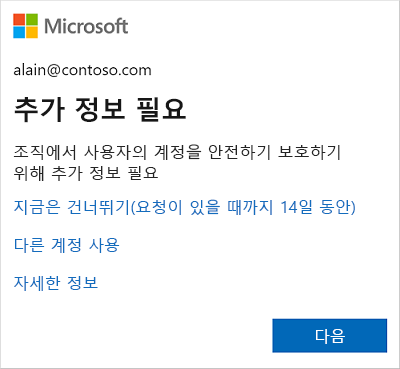 Microsoft
alain@contoso.com
추가 정보 필요
조직에서 사용자의 계정을 안전하기 보호하기
위해 추가 정보 필요
지금은 건너뛰기(요청이 있을 때까지 14일 동안)
다른 계정 사용
자세한 정보
다음